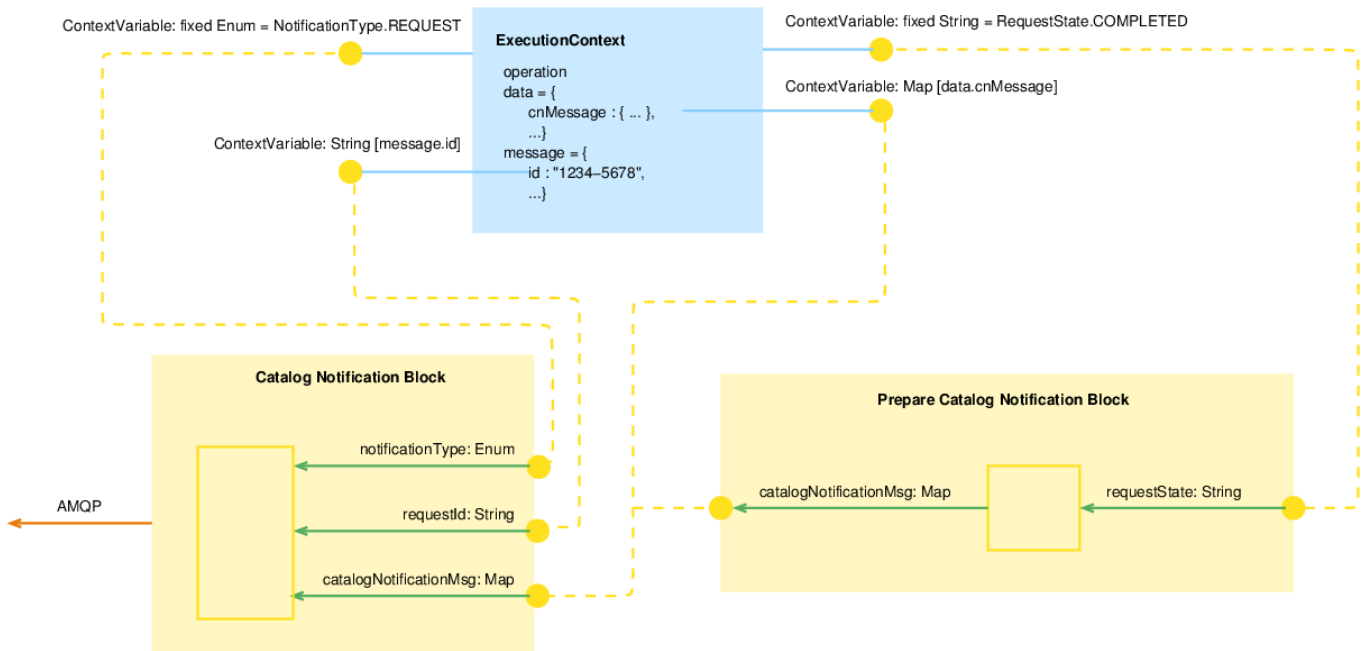 ContextVariable: fixed Enum = NotificationType.REQUEST
ContextVariable: fixed String = RequestState.COMPLETED
ExecutionContext
operation
data = {
cnMessage : { ... },
...}
message = {
id : "1234–5678",
...}
ContextVariable: Map [data.cnMessage]
ContextVariable: String [message.id]
Catalog Notification Block
notificationType: Enum
requestId: String
catalogNotificationMsg: Map
AMQP
Prepare Catalog Notification Block
catalogNotificationMsg: Map
requestState: String